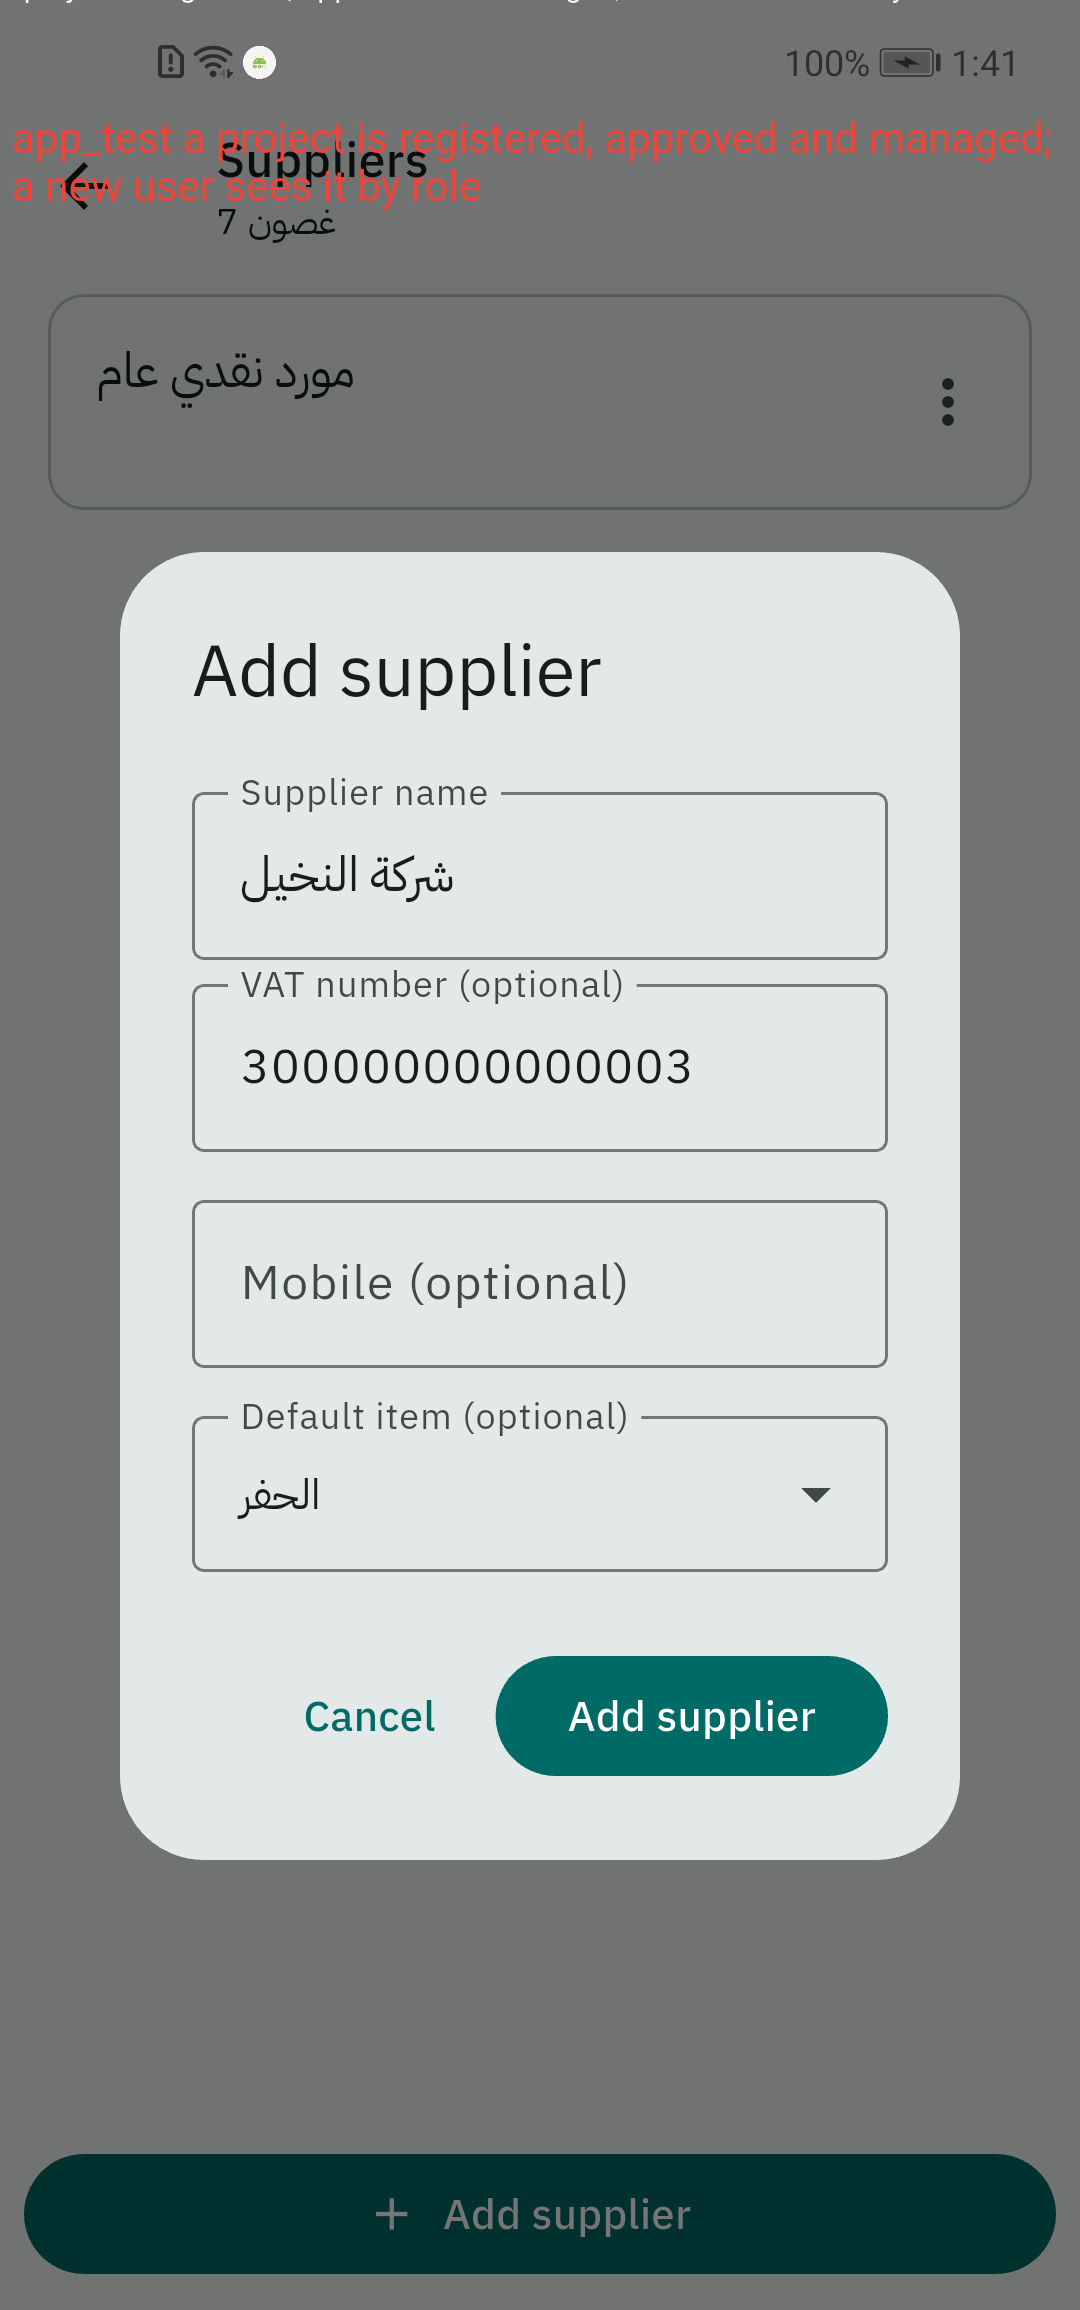 100% 1:41
app_test a project is registered, approved and managed;
a new user sees it by role
Suppliers
غصون 7
مورد نقدي عام
Add supplier
Supplier name
شركة النخيل
VAT number (optional)
300000000000003
Mobile (optional)
Default item (optional)
الحفر
Cancel
Add supplier
+ Add supplier